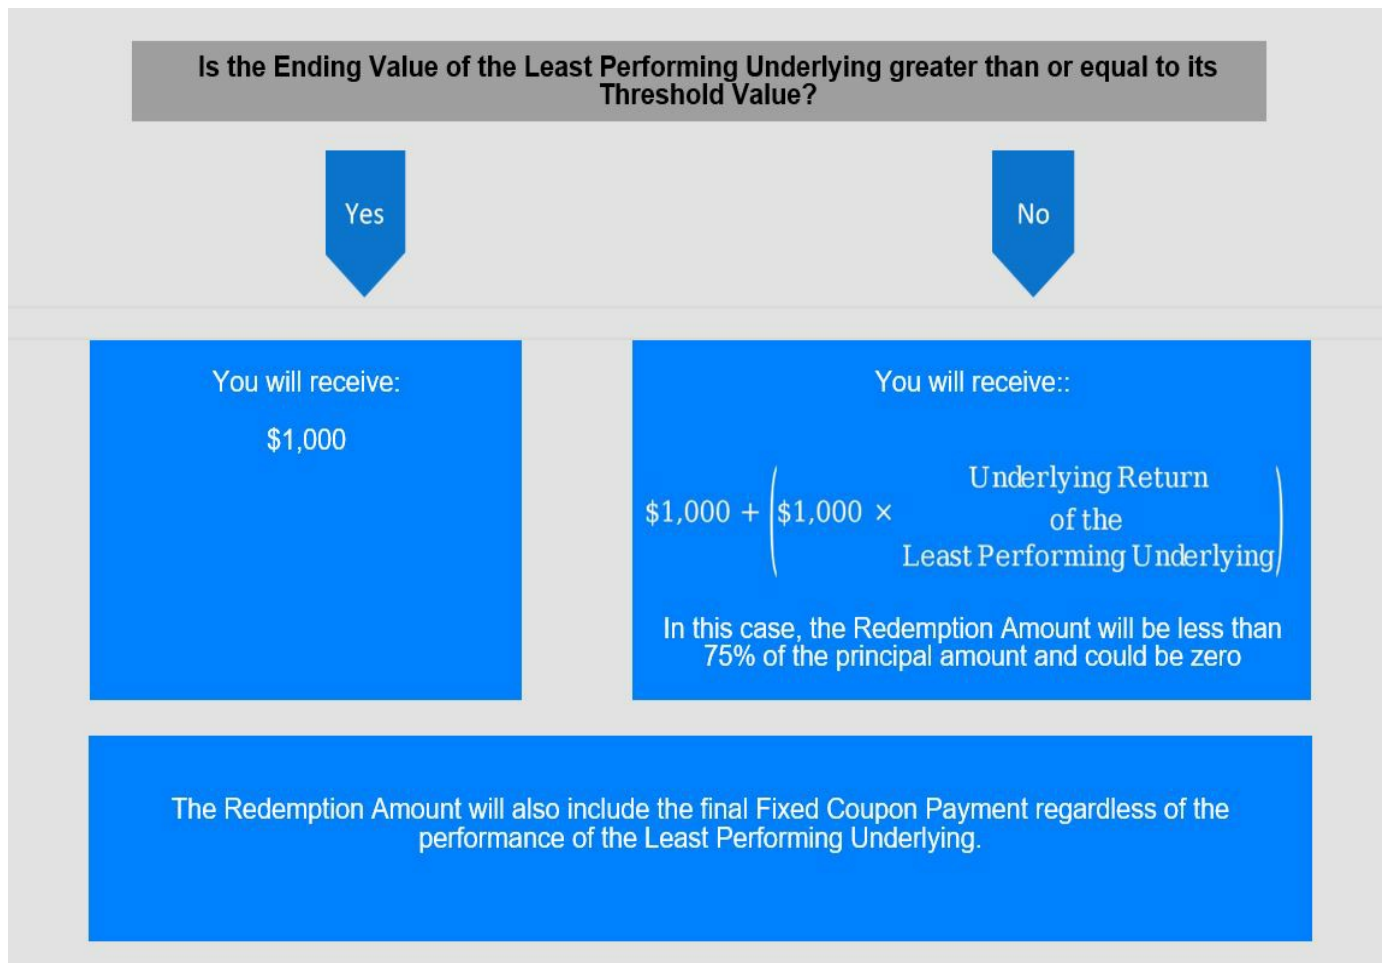 Is the Ending Value of the Least Performing Underlying greater than or equal to its
Threshold Value?
Yes
No
You will receive:
$1,000
You will receive::
$1,000 + ($1,000 × Underlying Return
of the
Least Performing Underlying)
In this case, the Redemption Amount will be less than
75% of the principal amount and could be zero
The Redemption Amount will also include the final Fixed Coupon Payment regardless of the
performance of the Least Performing Underlying.